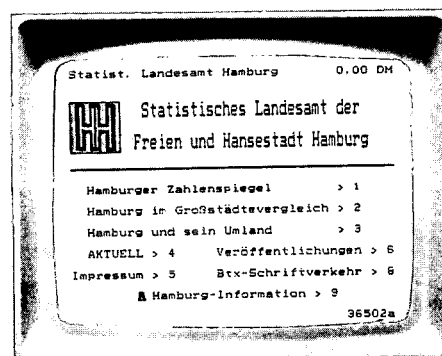 Statist. Landesamt Hamburg 0.00 DM
HH
Statistisches Landesamt der
Freien und Hansestadt Hamburg
Hamburger Zahlenspiegel > 1
Hamburg im Großstädtevergleich > 2
Hamburg und sein Umland > 3
AKTUELL > 4 Veröffentlichungen > 6
Impressum > 5 Btx-Schriftverkehr > 8
Hamburg-Information > 9
36502a